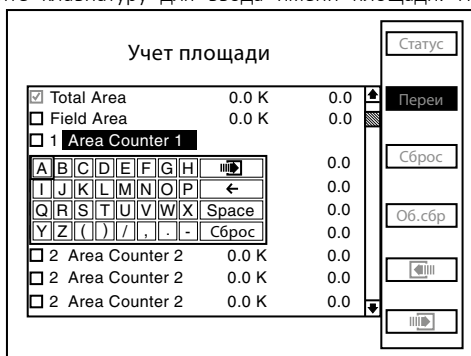 Учет площади
Total Area 0.0 K 0.0
Field Area 0.0 K 0.0
1 Area Counter 1
A B C D E F G H 0.0
I J K L M N O P ← 0.0
Q R S T U V W X Space 0.0
Y Z ( ) / , . - Сброс 0.0
2 Area Counter 2 0.0 K 0.0
2 Area Counter 2 0.0 K 0.0
2 Area Counter 2 0.0 K 0.0
Статус
Переи
Сброс
Об.сбр